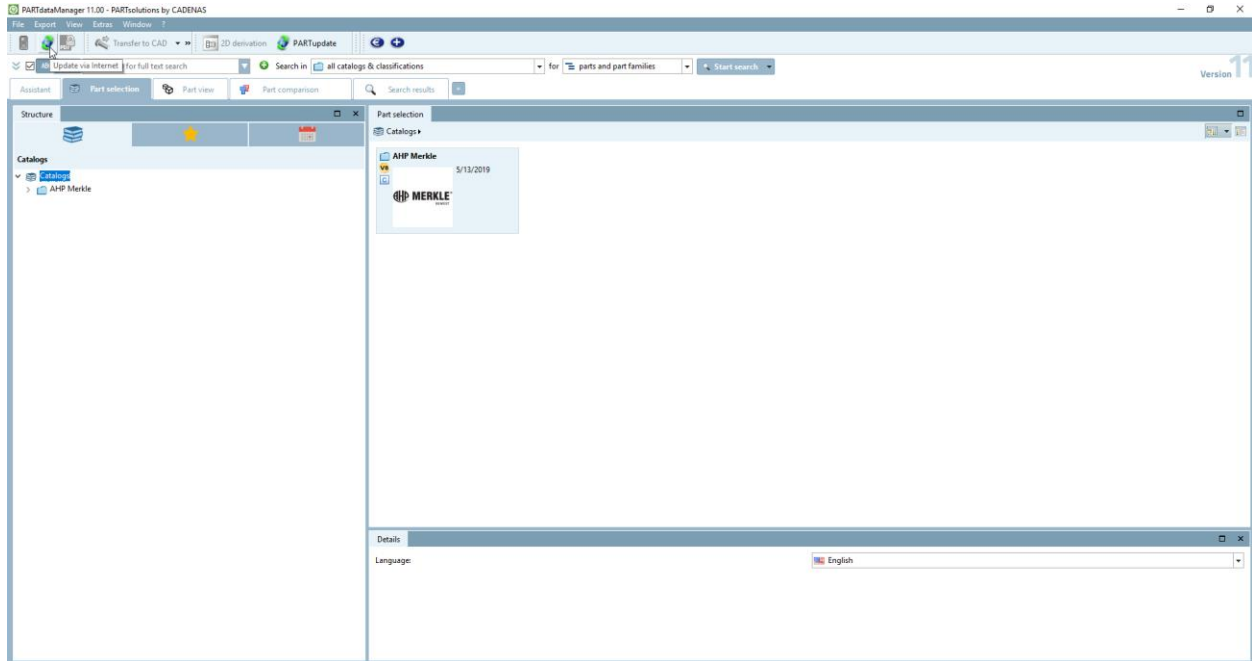 PARTdataManager 11.00 - PARTsolutions by CADENAS
File Export View Extras Window ?
Transfer to CAD 2D derivation PARTupdate
Update via Internet for full text search Search in all catalogs & classifications for parts and part families Start search
Version 11
Assistant Part selection Part view Part comparison Search results
Structure
Catalogs
Catalogs
AHP Merkle
Part selection
Catalogs
AHP Merkle
5/13/2019
AHP MERKLE
Details
Language: English